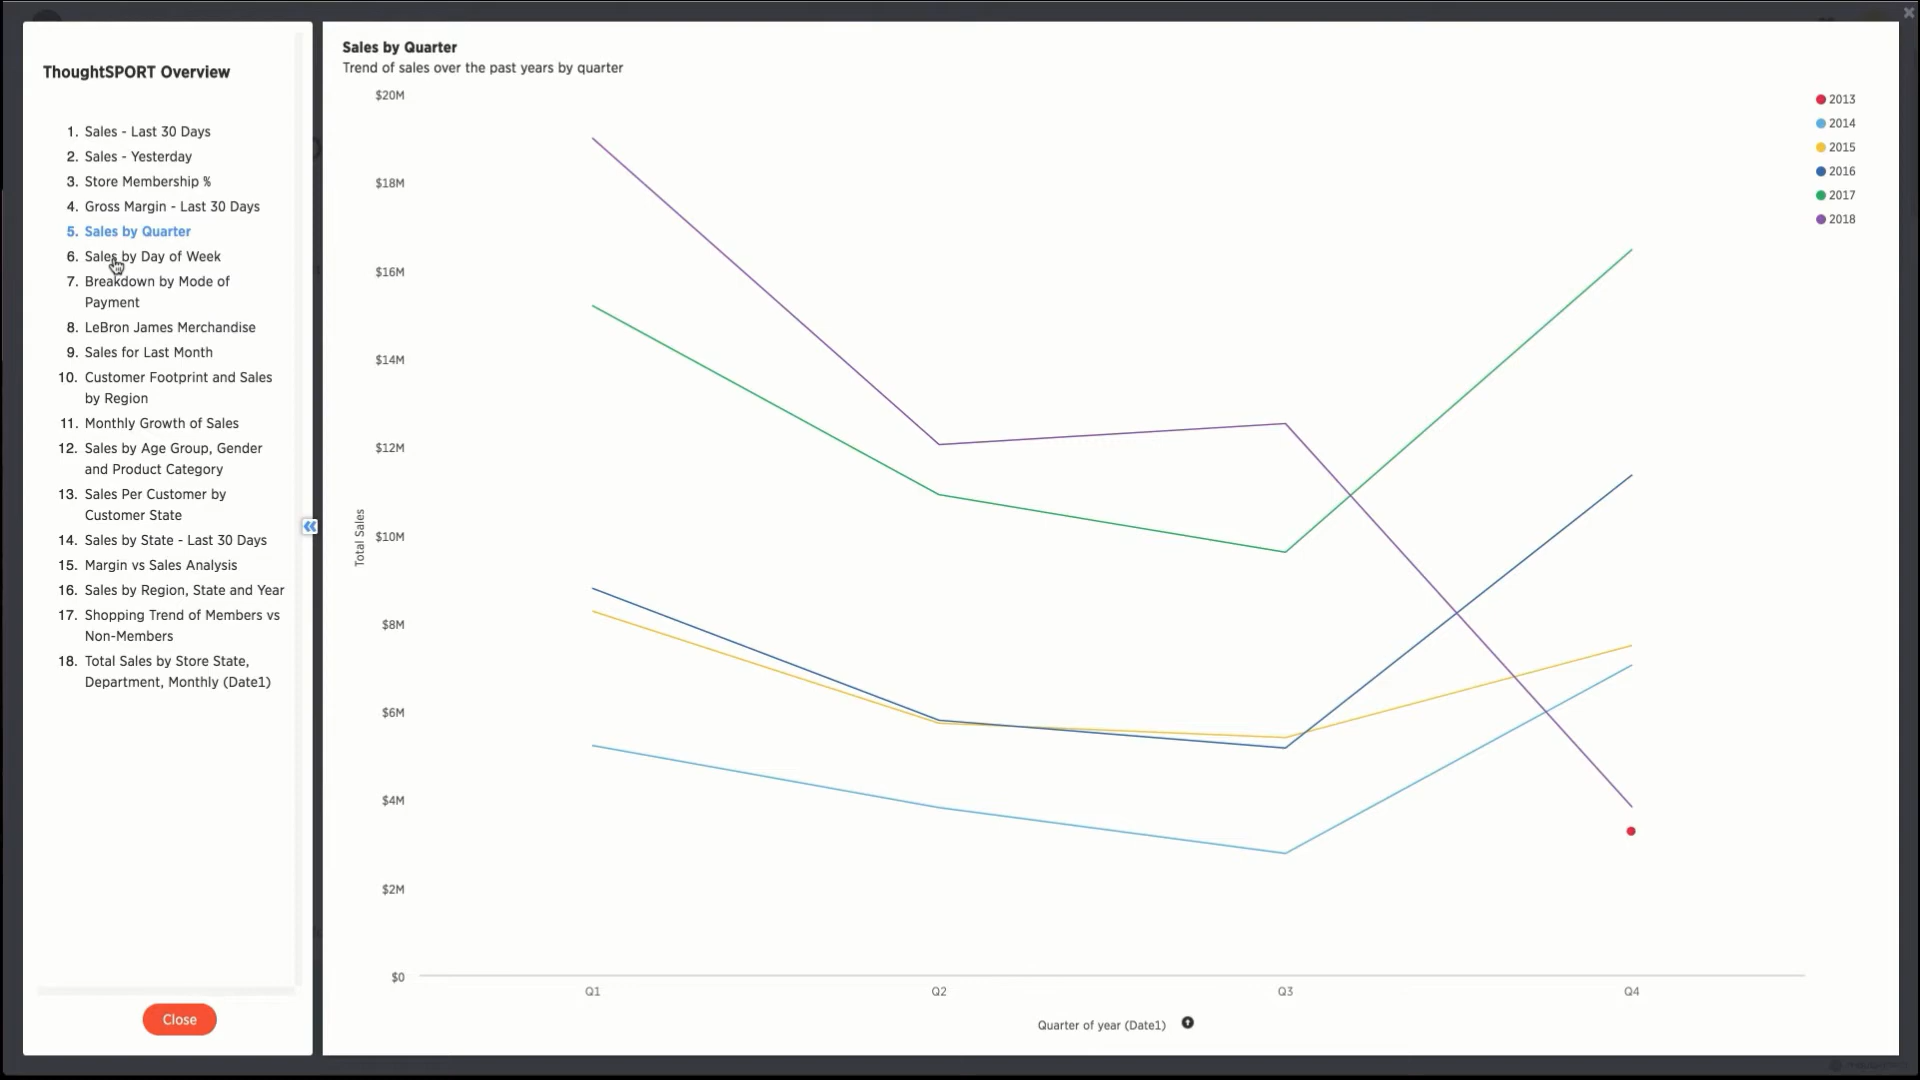 ThoughtSPORT Overview
1. Sales - Last 30 Days
2. Sales - Yesterday
3. Store Membership %
4. Gross Margin - Last 30 Days
5. Sales by Quarter
6. Sales by Day of Week
7. Breakdown by Mode of
Payment
8. LeBron James Merchandise
9. Sales for Last Month
10. Customer Footprint and Sales
by Region
11. Monthly Growth of Sales
12. Sales by Age Group, Gender
and Product Category
13. Sales Per Customer by
Customer State
14. Sales by State - Last 30 Days
15. Margin vs Sales Analysis
16. Sales by Region, State and Year
17. Shopping Trend of Members vs
Non-Members
18. Total Sales by Store State,
Department, Monthly (Date1)
Close
Sales by Quarter
Trend of sales over the past years by quarter
$20M
$18M
$16M
$14M
$12M
$10M
$8M
$6M
$4M
$2M
$0
Total Sales
Q1
Q2
Q3
Q4
Quarter of year (Date1)
2013
2014
2015
2016
2017
2018